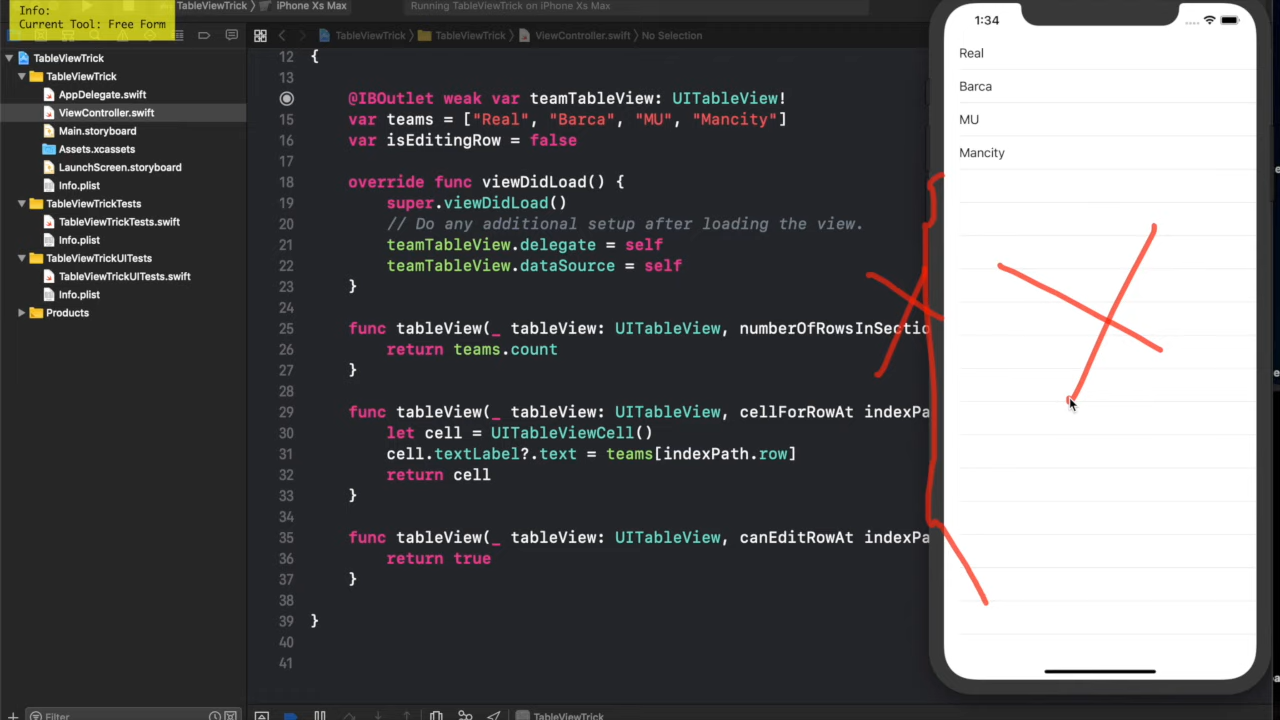 Info:
Current Tool: Free Form
TableViewTrick 〉 iPhone Xs Max
Running TableViewTrick on iPhone Xs Max
TableViewTrick 〉 TableViewTrick 〉 ViewController.swift 〉 No Selection
TableViewTrick
TableViewTrick
AppDelegate.swift
ViewController.swift
Main.storyboard
Assets.xcassets
LaunchScreen.storyboard
Info.plist
TableViewTrickTests
TableViewTrickTests.swift
Info.plist
TableViewTrickUITests
TableViewTrickUITests.swift
Info.plist
Products
Filter
12 {
13
@IBOutlet weak var teamTableView: UITableView!
15 var teams = ["Real", "Barca", "MU", "Mancity"]
16 var isEditingRow = false
17
18 override func viewDidLoad() {
19 super.viewDidLoad()
20 // Do any additional setup after loading the view.
21 teamTableView.delegate = self
22 teamTableView.dataSource = self
23 }
24
25 func tableView(_ tableView: UITableView, numberOfRowsInSectio
26 return teams.count
27 }
28
29 func tableView(_ tableView: UITableView, cellForRowAt indexPa
30 let cell = UITableViewCell()
31 cell.textLabel?.text = teams[indexPath.row]
32 return cell
33 }
34
35 func tableView(_ tableView: UITableView, canEditRowAt indexPa
36 return true
37 }
38
39 }
40
41
TableViewTrick
1:34
Real
Barca
MU
Mancity